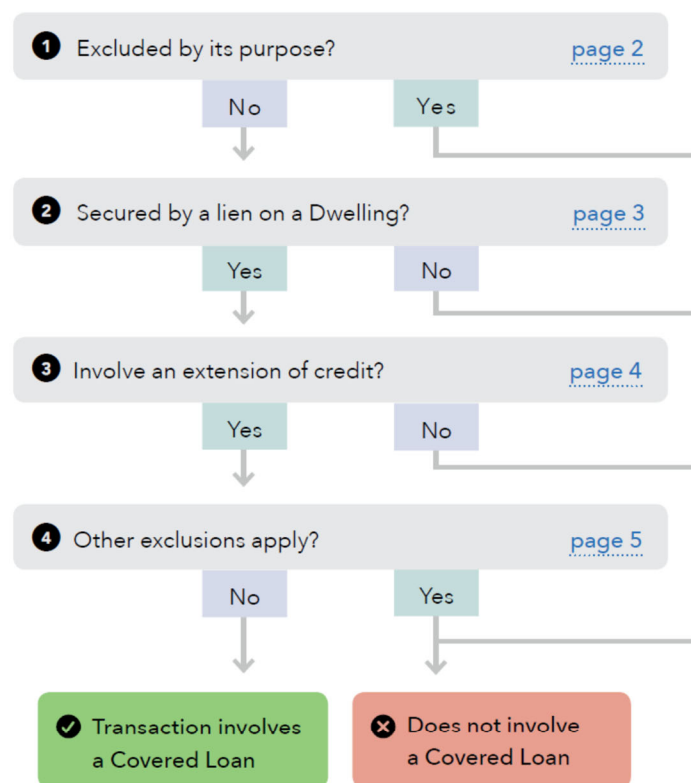 1 Excluded by its purpose? page 2
No Yes
2 Secured by a lien on a Dwelling? page 3
Yes No
3 Involve an extension of credit? page 4
Yes No
4 Other exclusions apply? page 5
No Yes
Transaction involves
a Covered Loan
Does not involve
a Covered Loan